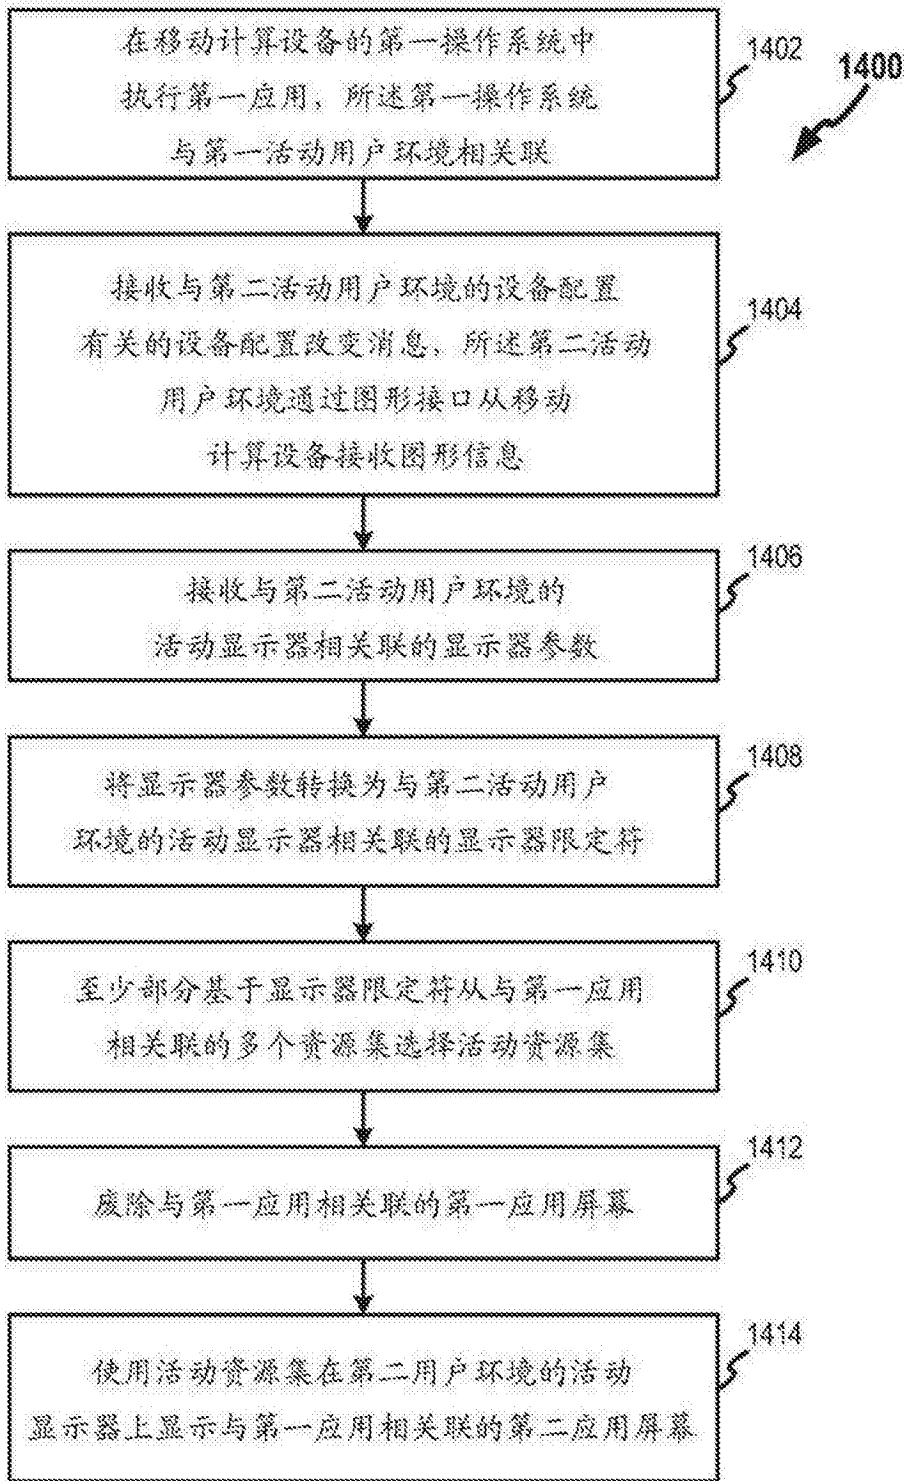 在移动计算设备的第一操作系统中
执行第一应用，所述第一操作系统
与第一活动用户环境相关联
1402
1400
接收与第二活动用户环境的设备配置
有关的设备配置改变消息，所述第二活动
用户环境通过图形接口从移动
计算设备接收图形信息
1404
接收与第二活动用户环境的
活动显示器相关联的显示器参数
1406
将显示器参数转换为与第二活动用户
环境的活动显示器相关联的显示器限定符
1408
至少部分基于显示器限定符从与第一应用
相关联的多个资源集选择活动资源集
1410
废除与第一应用相关联的第一应用屏幕
1412
使用活动资源集在第二用户环境的活动
显示器上显示与第一应用相关联的第二应用屏幕
1414